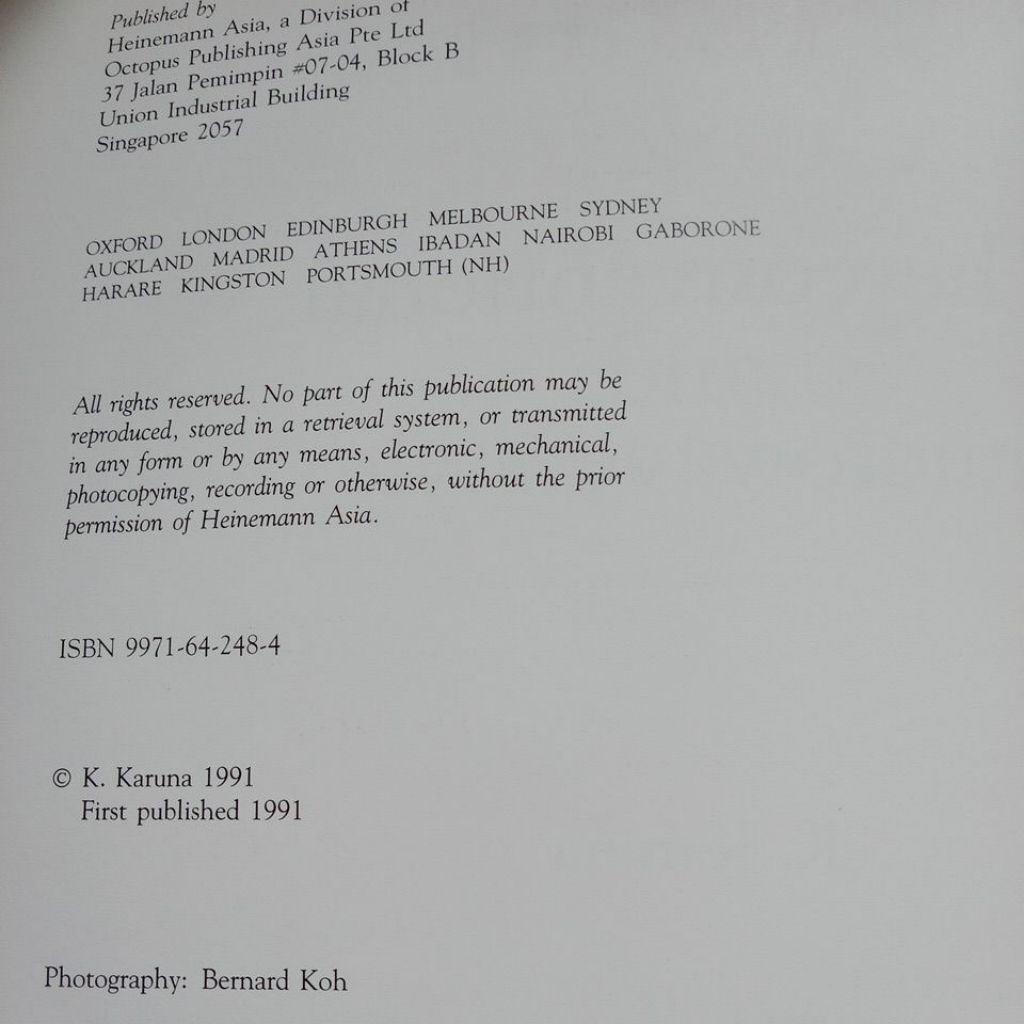 Published by
Heinemann Asia, a Division of
Octopus Publishing Asia Pte Ltd
37 Jalan Pemimpin #07-04, Block B
Union Industrial Building
Singapore 2057
OXFORD LONDON EDINBURGH MELBOURNE SYDNEY
AUCKLAND MADRID ATHENS IBADAN NAIROBI GABORONE
HARARE KINGSTON PORTSMOUTH (NH)
All rights reserved. No part of this publication may be
reproduced, stored in a retrieval system, or transmitted
in any form or by any means, electronic, mechanical,
photocopying, recording or otherwise, without the prior
permission of Heinemann Asia.
ISBN 9971-64-248-4
© K. Karuna 1991
First published 1991
Photography: Bernard Koh